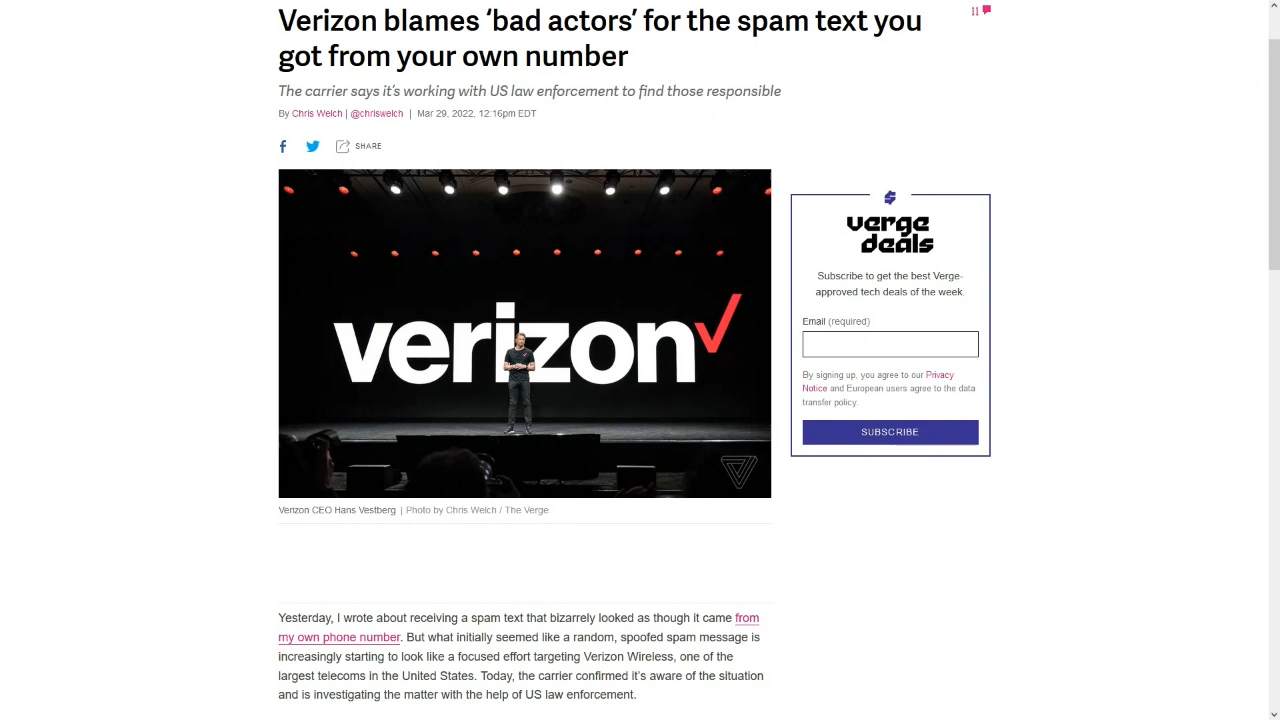 Verizon blames ‘bad actors’ for the spam text you
got from your own number
11
The carrier says it’s working with US law enforcement to find those responsible
By Chris Welch | @chriswelch | Mar 29, 2022, 12:16pm EDT
SHARE
verizon
Verizon CEO Hans Vestberg | Photo by Chris Welch / The Verge
verge
deals
Subscribe to get the best Verge-
approved tech deals of the week.
Email (required)
By signing up, you agree to our Privacy
Notice and European users agree to the data
transfer policy.
SUBSCRIBE
Yesterday, I wrote about receiving a spam text that bizarrely looked as though it came from
my own phone number. But what initially seemed like a random, spoofed spam message is
increasingly starting to look like a focused effort targeting Verizon Wireless, one of the
largest telecoms in the United States. Today, the carrier confirmed it’s aware of the situation
and is investigating the matter with the help of US law enforcement.